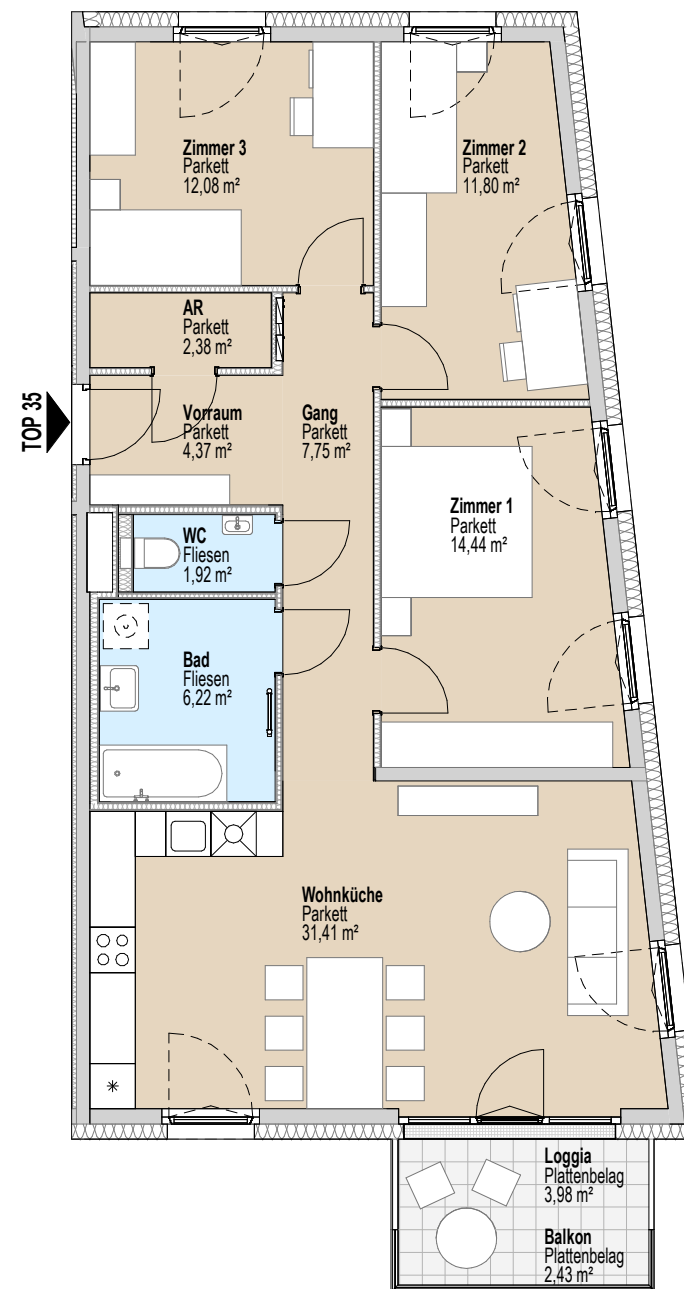 Zimmer 3
Parkett
12,08 m²
Zimmer 2
Parkett
11,80 m²
AR
Parkett
2,38 m²
TOP 35
Vorraum
Parkett
4,37 m²
Gang
Parkett
7,75 m²
Zimmer 1
Parkett
14,44 m²
WC
Fliesen
1,92 m²
Bad
Fliesen
6,22 m²
Wohnküche
Parkett
31,41 m²
Loggia
Plattenbelag
3,98 m²
Balkon
Plattenbelag
2,43 m²